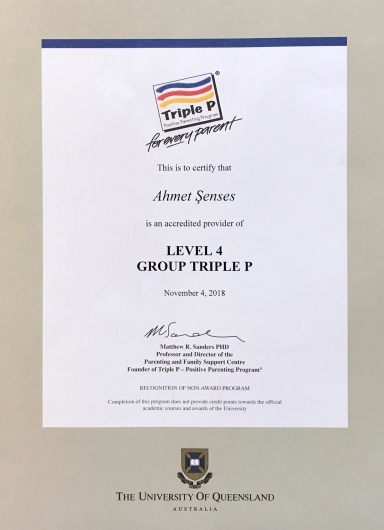 Triple P®
Positive Parenting Program
for every parent
This is to certify that
Ahmet Şenses
is an accredited provider of
LEVEL 4
GROUP TRIPLE P
November 4, 2018
Matthew R. Sanders PHD
Professor and Director of the
Parenting and Family Support Centre
Founder of Triple P – Positive Parenting Program®
RECOGNITION OF NON-AWARD PROGRAM
Completion of this program does not provide credit points towards the official
academic courses and awards of the University
THE UNIVERSITY OF QUEENSLAND
AUSTRALIA